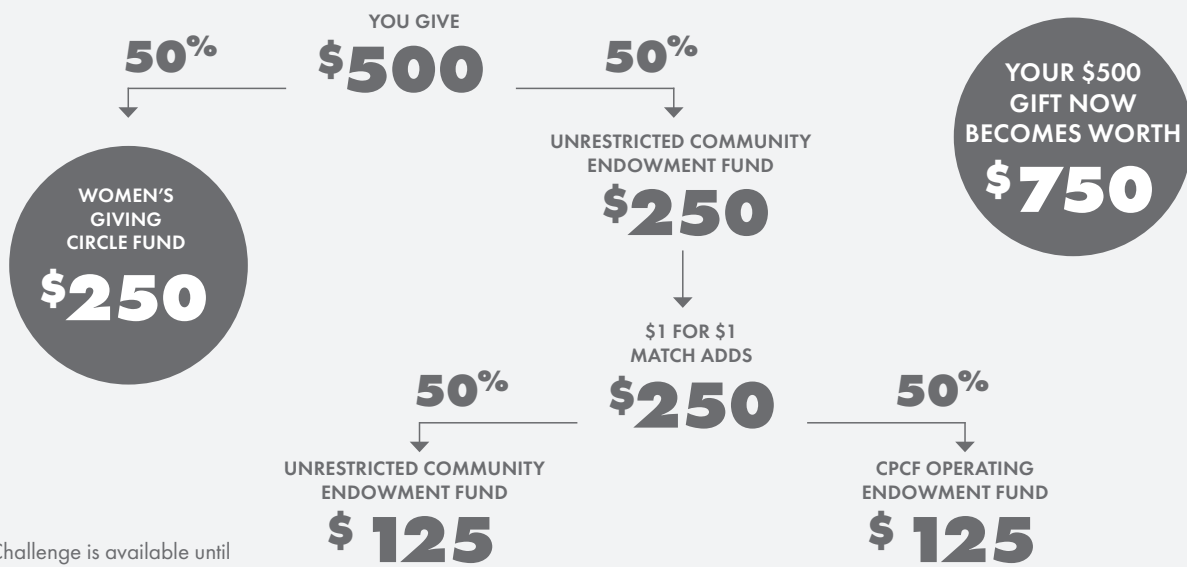 YOU GIVE
$500
50%
50%
WOMEN'S
GIVING
CIRCLE FUND
$250
UNRESTRICTED COMMUNITY
ENDOWMENT FUND
$250
YOUR $500
GIFT NOW
BECOMES WORTH
$750
$1 FOR $1
MATCH ADDS
$250
50%
50%
UNRESTRICTED COMMUNITY
ENDOWMENT FUND
$ 125
CPCF OPERATING
ENDOWMENT FUND
$ 125
Challenge is available until